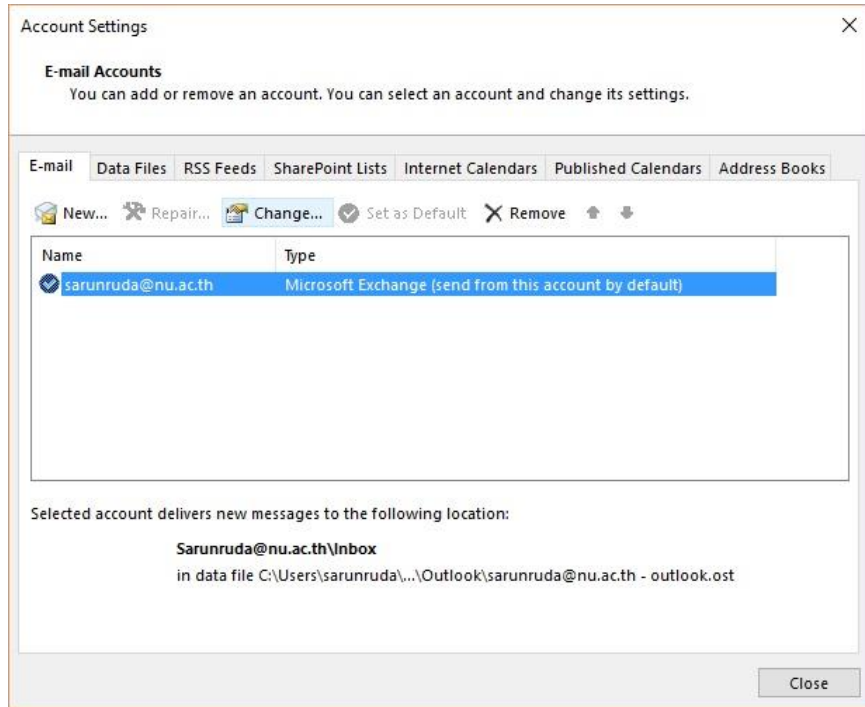 Account Settings
E-mail Accounts
You can add or remove an account. You can select an account and change its settings.
E-mail Data Files RSS Feeds SharePoint Lists Internet Calendars Published Calendars Address Books
New... Repair... Change... Set as Default Remove
Name Type
sarunruda@nu.ac.th Microsoft Exchange (send from this account by default)
Selected account delivers new messages to the following location:
Sarunruda@nu.ac.th\Inbox
in data file C:\Users\sarunruda\...\Outlook\sarunruda@nu.ac.th - outlook.ost
Close